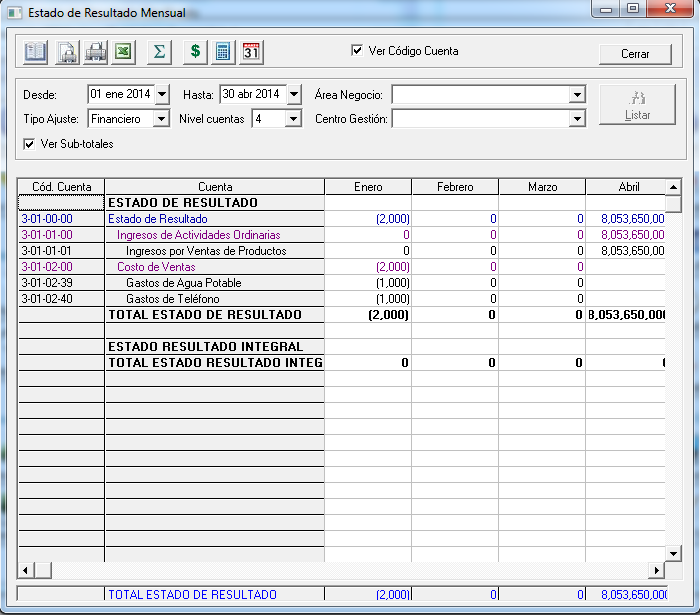 Estado de Resultado Mensual
Σ $ 31 Ver Código Cuenta Cerrar
Desde: 01 ene 2014 Hasta: 30 abr 2014 Área Negocio:
Tipo Ajuste: Financiero Nivel cuentas 4 Centro Gestión: Listar
Ver Sub-totales
Cód. Cuenta Cuenta Enero Febrero Marzo Abril
ESTADO DE RESULTADO
3-01-00-00 Estado de Resultado (2,000) 0 0 8,053,650,00
3-01-01-00 Ingresos de Actividades Ordinarias 0 0 0 8,053,650,00
3-01-01-01 Ingresos por Ventas de Productos 0 0 0 8,053,650,00
3-01-02-00 Costo de Ventas (2,000) 0 0
3-01-02-39 Gastos de Agua Potable (1,000) 0 0
3-01-02-40 Gastos de Teléfono (1,000) 0 0
TOTAL ESTADO DE RESULTADO (2,000) 0 0 8,053,650,000
ESTADO RESULTADO INTEGRAL
TOTAL ESTADO RESULTADO INTEG 0 0 0
TOTAL ESTADO DE RESULTADO (2,000) 0 0 8,053,650,000